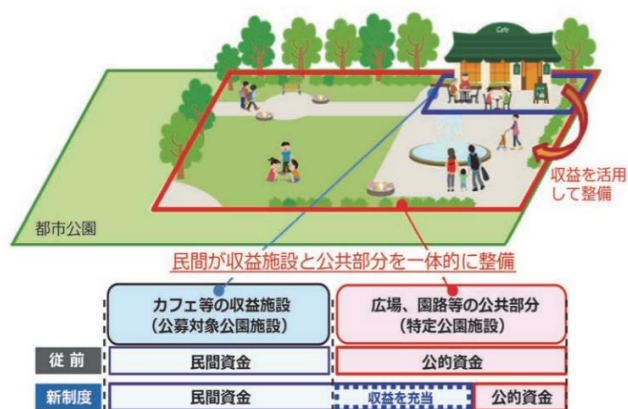 Cafe
収益を活用
して整備
都市公園
民間が収益施設と公共部分を一体的に整備
カフェ等の収益施設
(公募対象公園施設)
広場、園路等の公共部分
(特定公園施設)
従前
民間資金
公的資金
新制度
民間資金
収益を充当
公的資金